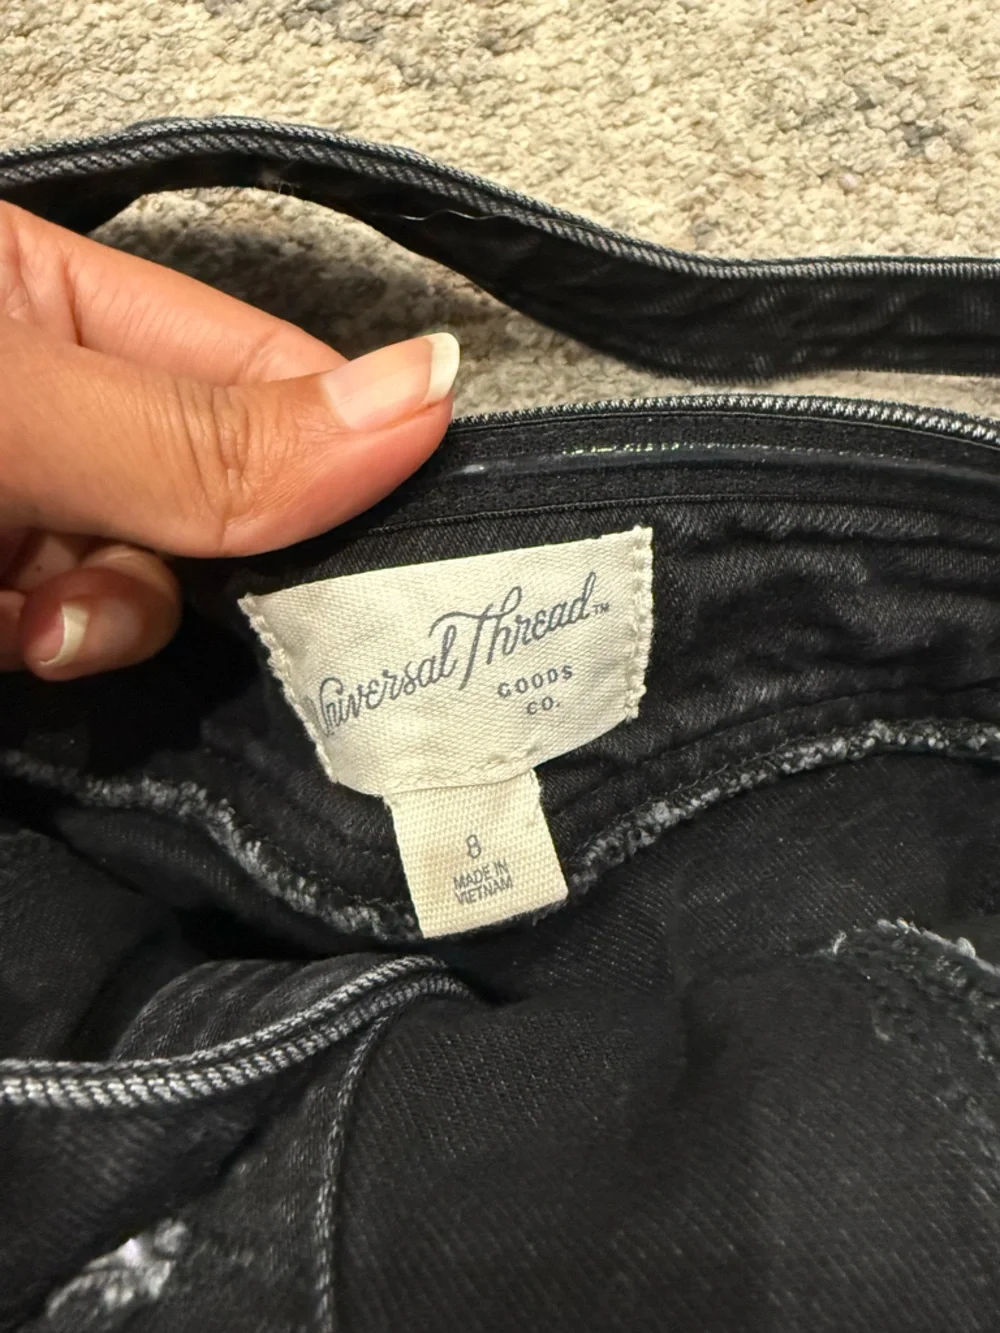 Universal Thread™
GOODS
CO.
8
MADE IN
VIETNAM